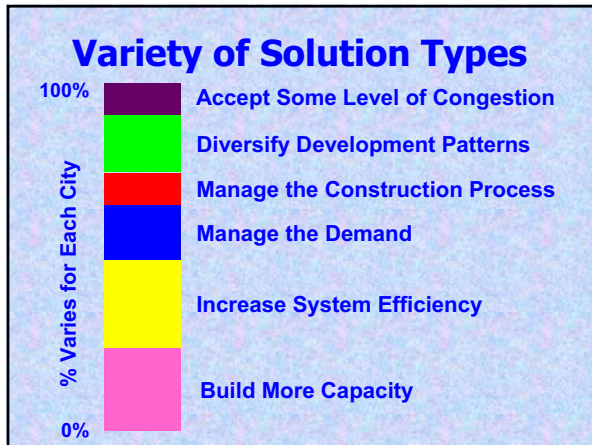 Variety of Solution Types
100%
Accept Some Level of Congestion
Diversify Development Patterns
Manage the Construction Process
Manage the Demand
% Varies for Each City
Increase System Efficiency
Build More Capacity
0%